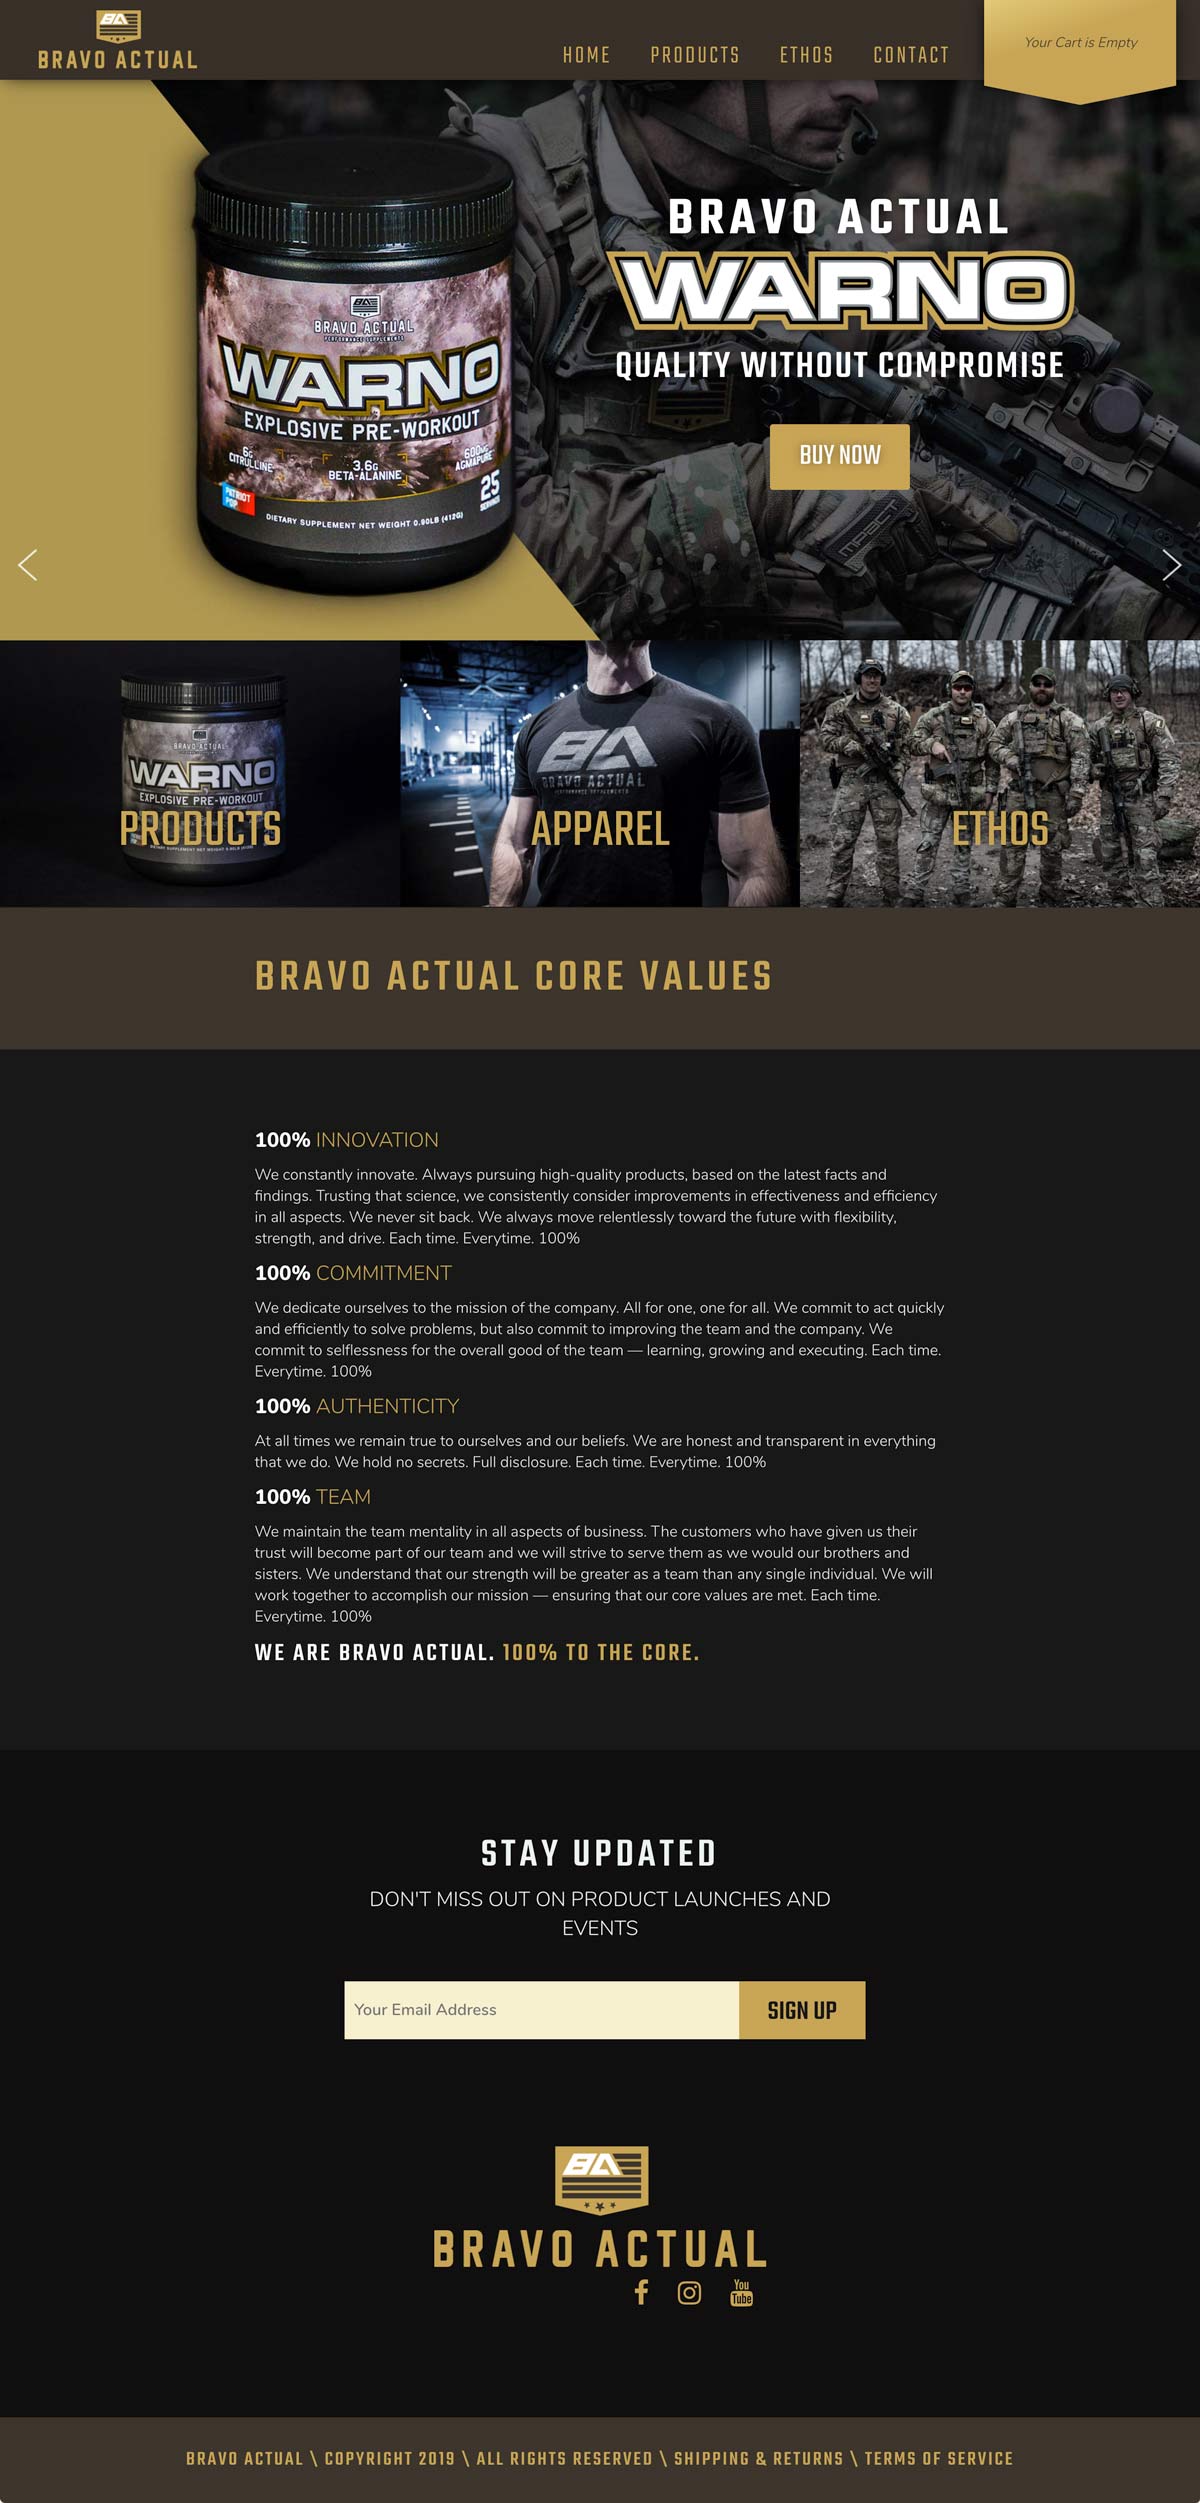 BA
BRAVO ACTUAL
HOME PRODUCTS ETHOS CONTACT
Your Cart is Empty
BRAVO ACTUAL
WARNO
QUALITY WITHOUT COMPROMISE
BUY NOW
BA
BRAVO ACTUAL
PERFORMANCE SUPPLEMENTS
WARNO
EXPLOSIVE PRE-WORKOUT
6G
CITRULLINE
3.6G
BETA-ALANINE
600MG
AGMAPURE
PATRIOT
POP
25
SERVINGS
DIETARY SUPPLEMENT NET WEIGHT 0.90LB (412G)
BRAVO ACTUAL
WARNO
EXPLOSIVE PRE-WORKOUT
PRODUCTS
BA
BRAVO ACTUAL
PERFORMANCE SUPPLEMENTS
APPAREL
ETHOS
BRAVO ACTUAL CORE VALUES
100% INNOVATION
We constantly innovate. Always pursuing high-quality products, based on the latest facts and
findings. Trusting that science, we consistently consider improvements in effectiveness and efficiency
in all aspects. We never sit back. We always move relentlessly toward the future with flexibility,
strength, and drive. Each time. Everytime. 100%
100% COMMITMENT
We dedicate ourselves to the mission of the company. All for one, one for all. We commit to act quickly
and efficiently to solve problems, but also commit to improving the team and the company. We
commit to selflessness for the overall good of the team — learning, growing and executing. Each time.
Everytime. 100%
100% AUTHENTICITY
At all times we remain true to ourselves and our beliefs. We are honest and transparent in everything
that we do. We hold no secrets. Full disclosure. Each time. Everytime. 100%
100% TEAM
We maintain the team mentality in all aspects of business. The customers who have given us their
trust will become part of our team and we will strive to serve them as we would our brothers and
sisters. We understand that our strength will be greater as a team than any single individual. We will
work together to accomplish our mission — ensuring that our core values are met. Each time.
Everytime. 100%
WE ARE BRAVO ACTUAL. 100% TO THE CORE.
STAY UPDATED
DON'T MISS OUT ON PRODUCT LAUNCHES AND
EVENTS
Your Email Address
SIGN UP
BA
BRAVO ACTUAL
You
Tube
BRAVO ACTUAL \ COPYRIGHT 2019 \ ALL RIGHTS RESERVED \ SHIPPING & RETURNS \ TERMS OF SERVICE